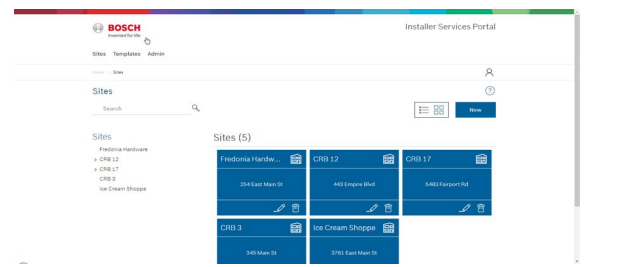 BOSCH
Invented for life
Installer Services Portal
Sites Templates Admin
Home > Sites
Sites
Search
New
Sites
Fredonia Hardware
> CRB 12
> CRB 17
CRB 3
Ice Cream Shoppe
Sites (5)
Fredonia Hardw...
CRB 12
CRB 17
254 East Main St
443 Empire Blvd
5483 Fairport Rd
CRB 3
Ice Cream Shoppe
345 Main St
3761 East Main St